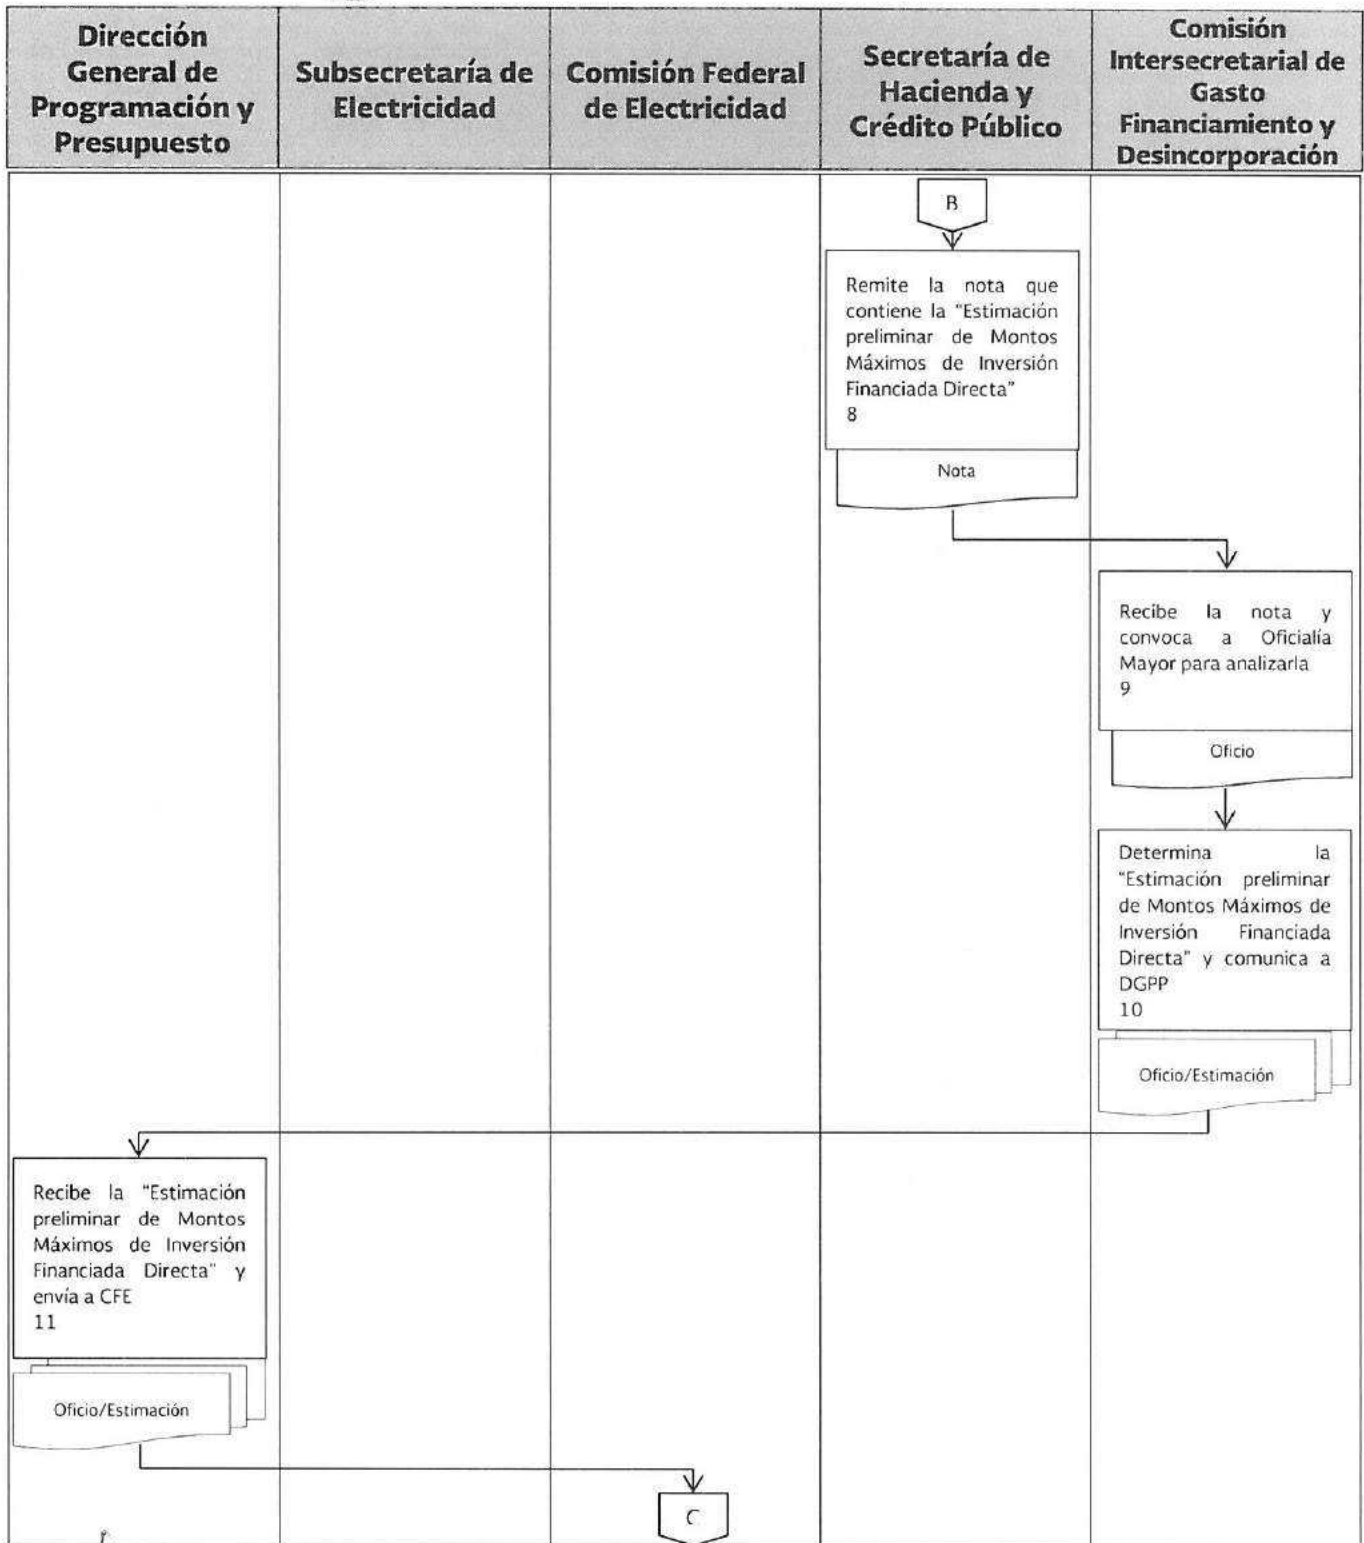 Dirección
General de
Programación y
Presupuesto
Subsecretaría de
Electricidad
Comisión Federal
de Electricidad
Secretaría de
Hacienda y
Crédito Público
Comisión
Intersecretarial de
Gasto
Financiamiento y
Desincorporación
B
Remite la nota que
contiene la "Estimación
preliminar de Montos
Máximos de Inversión
Financiada Directa"
8
Nota
Recibe la nota y
convoca a Oficialía
Mayor para analizarla
9
Oficio
Determina la
"Estimación preliminar
de Montos Máximos de
Inversión Financiada
Directa" y comunica a
DGPP
10
Oficio/Estimación
Recibe la "Estimación
preliminar de Montos
Máximos de Inversión
Financiada Directa" y
envía a CFE
11
Oficio/Estimación
C